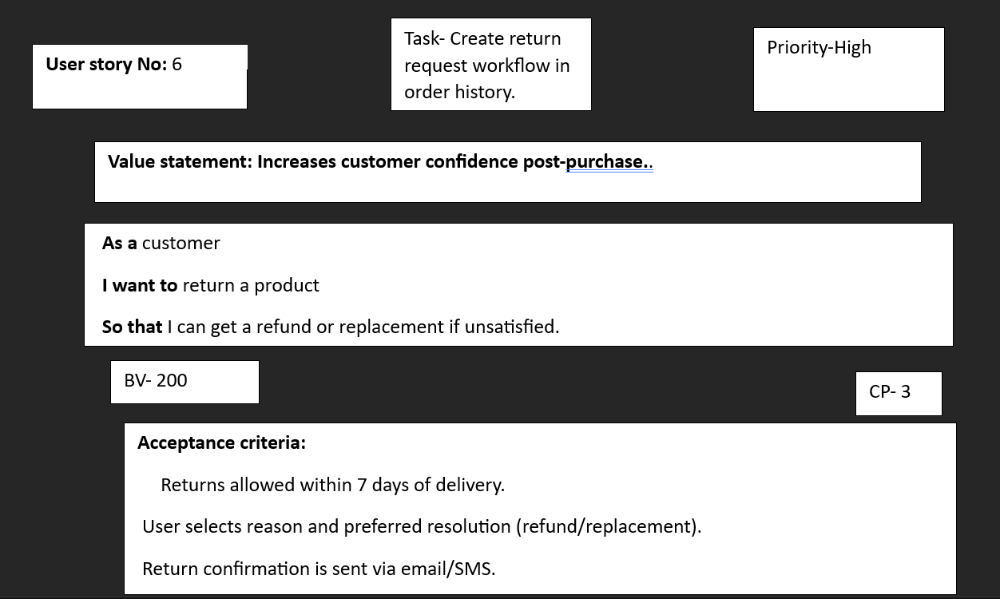 User story No: 6
Task- Create return
request workflow in
order history.
Priority-High
Value statement: Increases customer confidence post-purchase..
As a customer
I want to return a product
So that I can get a refund or replacement if unsatisfied.
BV- 200
CP- 3
Acceptance criteria:
Returns allowed within 7 days of delivery.
User selects reason and preferred resolution (refund/replacement).
Return confirmation is sent via email/SMS.